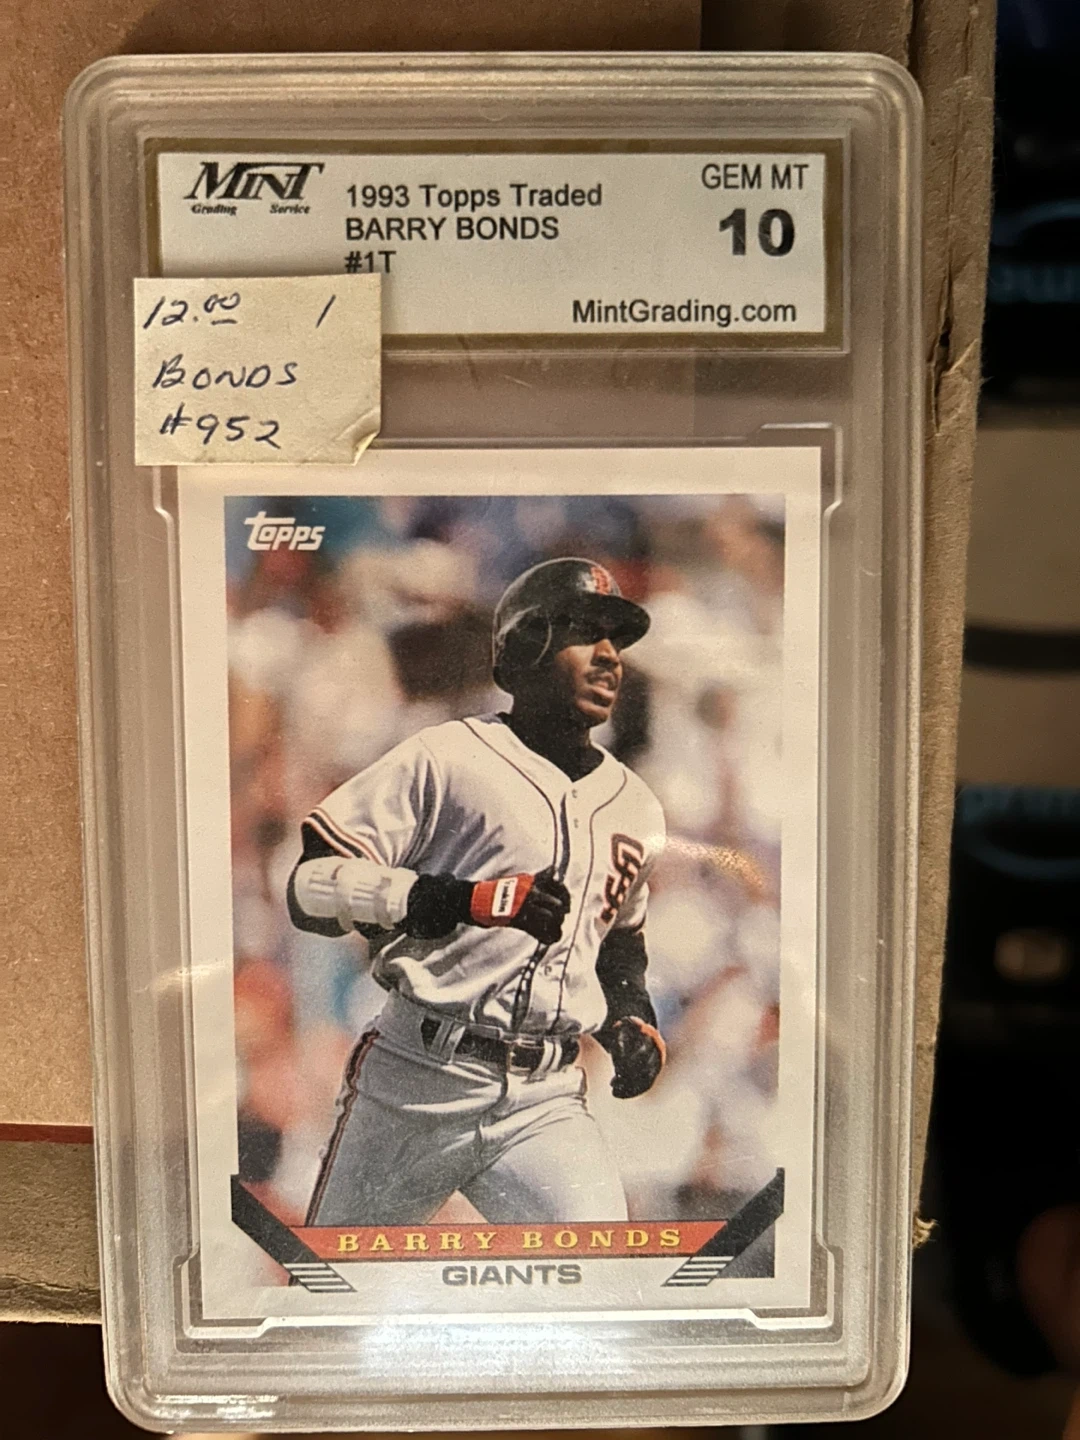 MINT
Grading Service
1993 Topps Traded
BARRY BONDS
#1T
GEM MT
10
MintGrading.com
12.00 1
BONDS
#952
Topps
BARRY BONDS
GIANTS